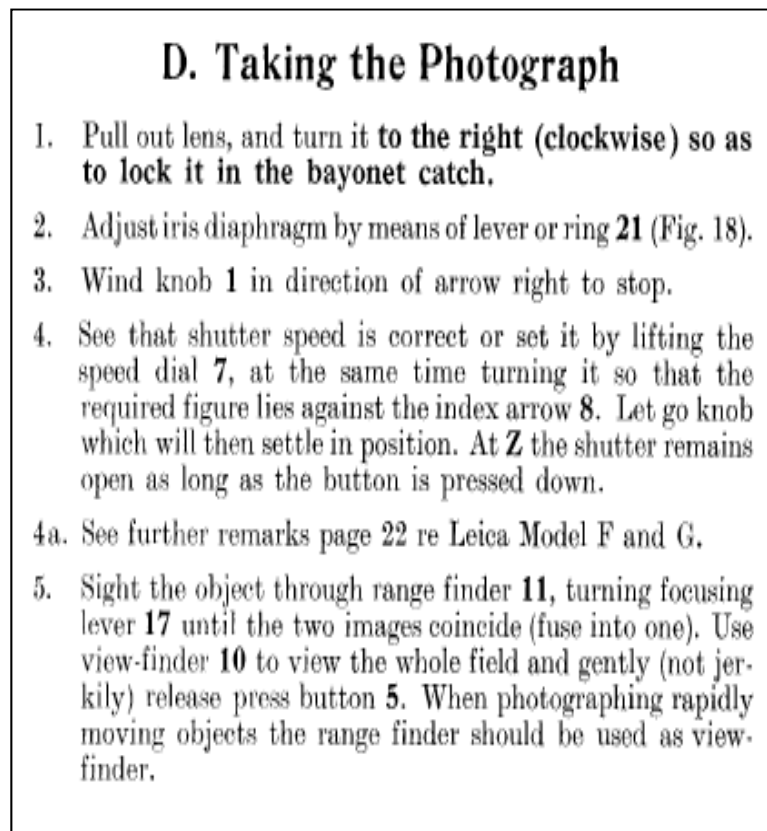 D. Taking the Photograph
1. Pull out lens, and turn it to the right (clockwise) so as
to lock it in the bayonet catch.
2. Adjust iris diaphragm by means of lever or ring 21 (Fig. 18).
3. Wind knob 1 in direction of arrow right to stop.
4. See that shutter speed is correct or set it by lifting the
speed dial 7, at the same time turning it so that the
required figure lies against the index arrow 8. Let go knob
which will then settle in position. At Z the shutter remains
open as long as the button is pressed down.
4a. See further remarks page 22 re Leica Model F and G.
5. Sight the object through range finder 11, turning focusing
lever 17 until the two images coincide (fuse into one). Use
view-finder 10 to view the whole field and gently (not jer-
kily) release press button 5. When photographing rapidly
moving objects the range finder should be used as view-
finder.